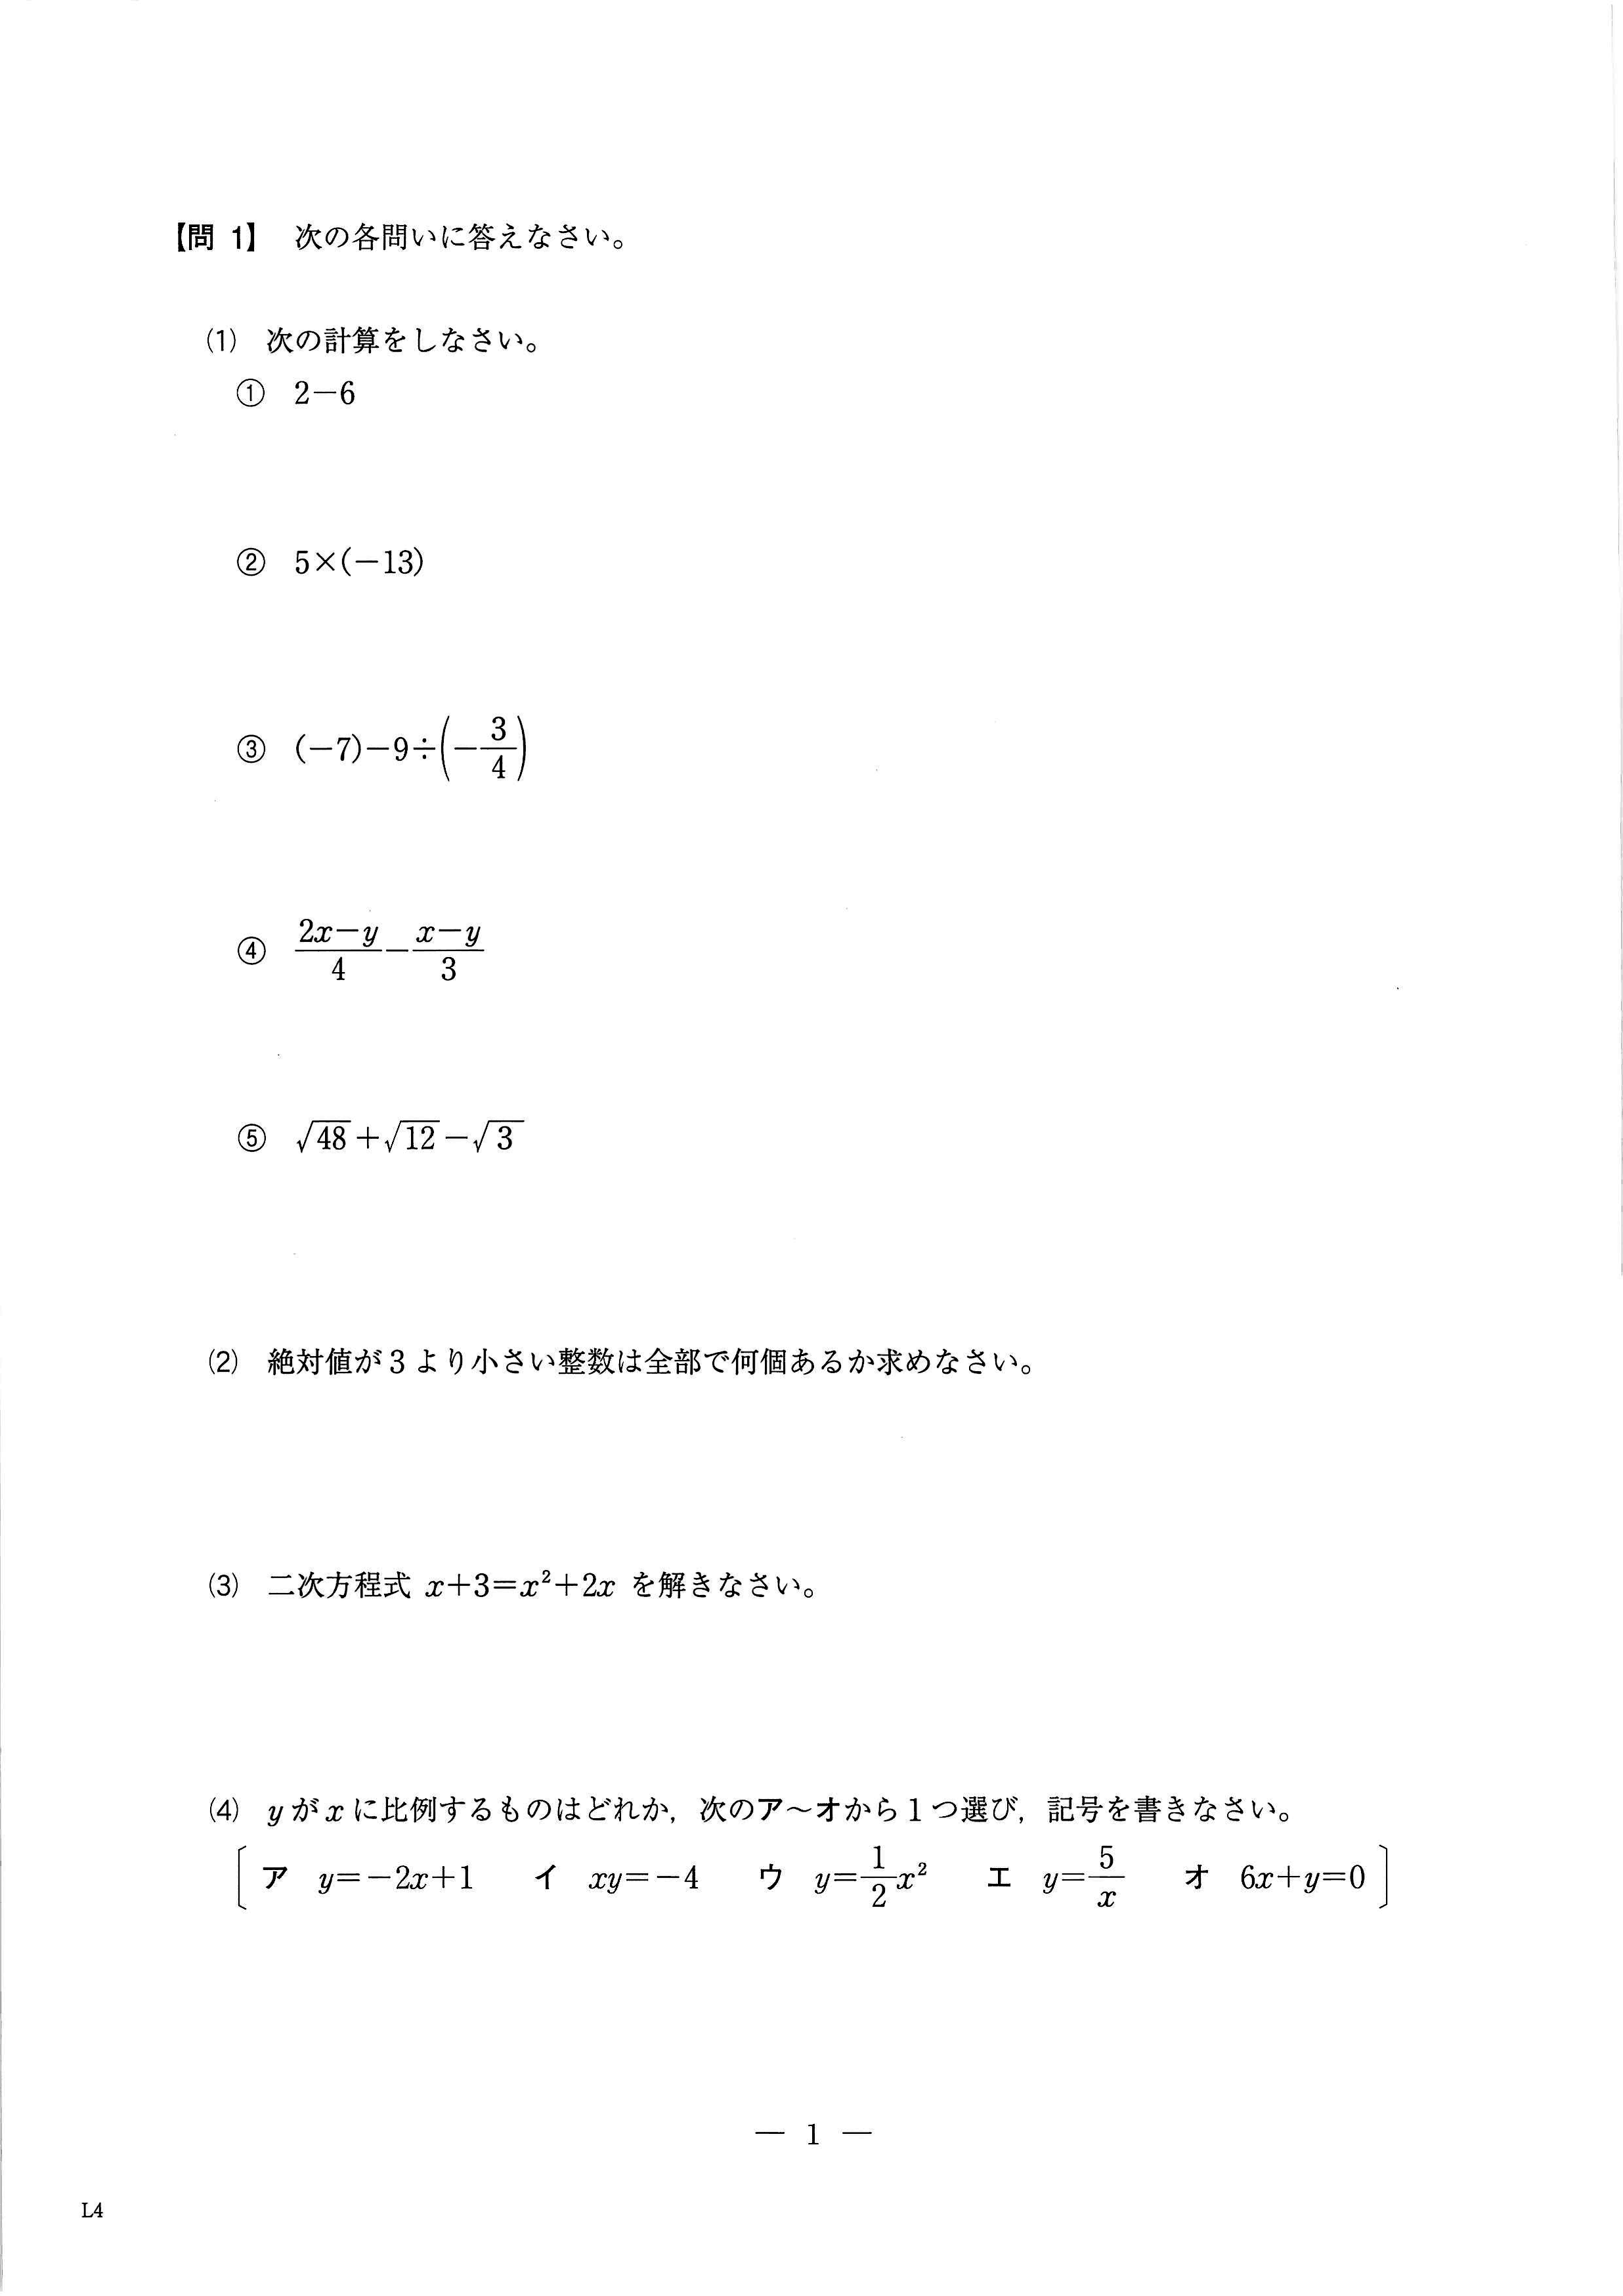 【問 1】 次の各問いに答えなさい。
(1) 次の計算をしなさい。
① 2－6
② 5×(－13)
③ (－7)－9÷(－3/4)
④ (2x－y)/4－(x－y)/3
⑤ √48＋√12－√3
(2) 絶対値が3より小さい整数は全部で何個あるか求めなさい。
(3) 二次方程式 x＋3＝x²＋2x を解きなさい。
(4) yがxに比例するものはどれか，次のア～オから1つ選び，記号を書きなさい。
〔 ア y＝－2x＋1 イ xy＝－4 ウ y＝1/2x² エ y＝5/x オ 6x＋y＝0 〕
― 1 ―
L4